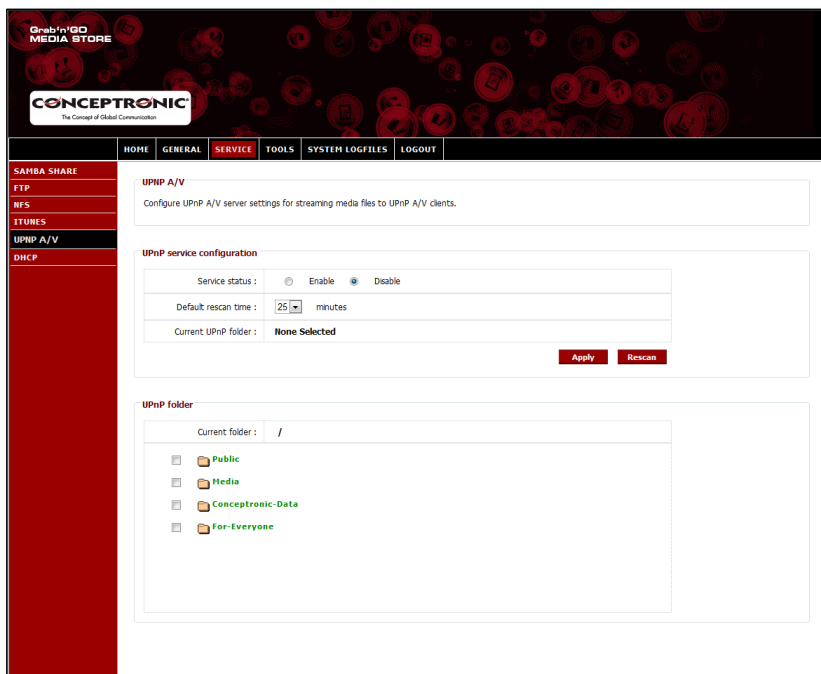 Grab'n'GO
MEDIA STORE
CONCEPTRONIC
The Concept of Global Communication
HOME GENERAL SERVICE TOOLS SYSTEM LOGFILES LOGOUT
SAMBA SHARE
FTP
NFS
ITUNES
UPNP A/V
DHCP
UPNP A/V
Configure UPnP A/V server settings for streaming media files to UPnP A/V clients.
UPnP service configuration
Service status : Enable Disable
Default rescan time : 25 minutes
Current UPnP folder : None Selected
Apply Rescan
UPnP folder
Current folder : /
Public
Media
Conceptronic-Data
For-Everyone